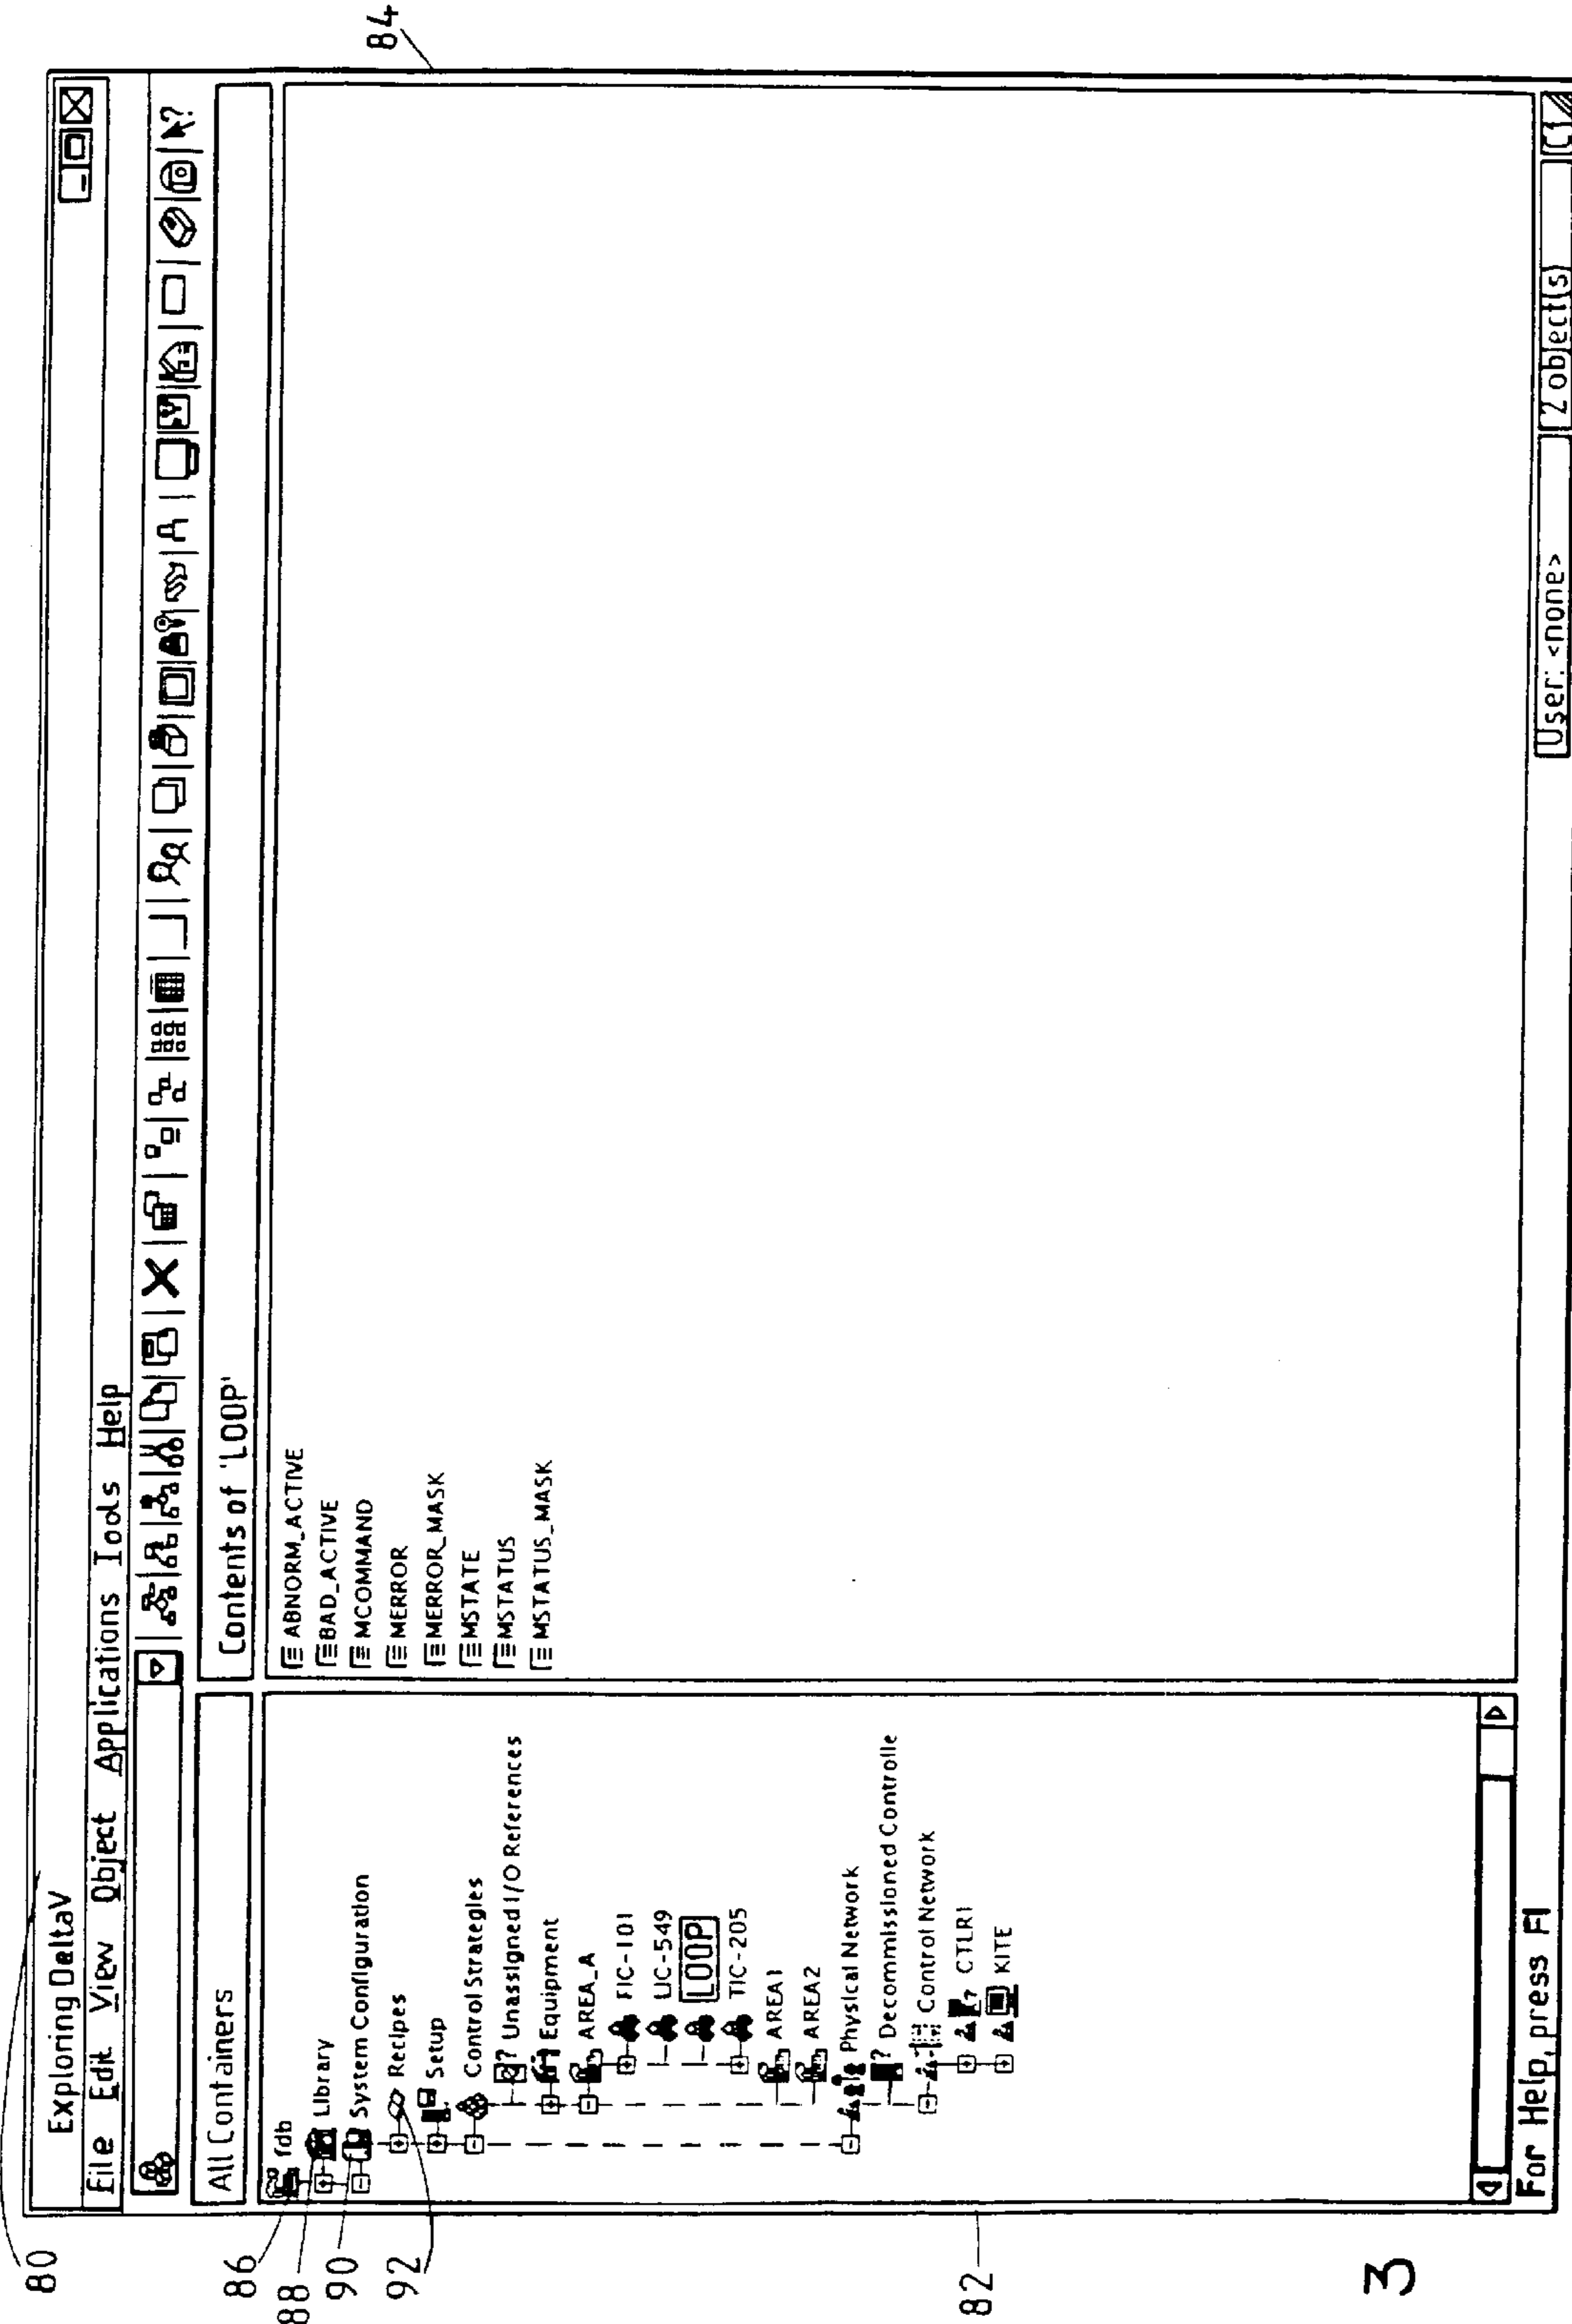 80
84
Exploring DeltaV
File Edit View Object Applications Tools Help
All Containers
Contents of 'LOOP'
86
88
90
92
82
fdb
Library
System Configuration
Recipes
Setup
Control Strategies
? Unassigned I/O References
Equipment
AREA_A
FIC-101
LIC-549
LOOP
TIC-205
AREA1
AREA2
Physical Network
? Decommissioned Controlle
Control Network
? CTLR1
KITE
ABNORM_ACTIVE
BAD_ACTIVE
MCOMMAND
MERROR
MERROR_MASK
MSTATE
MSTATUS
MSTATUS_MASK
For Help, press F1
User: <none>
2 object(s)
3